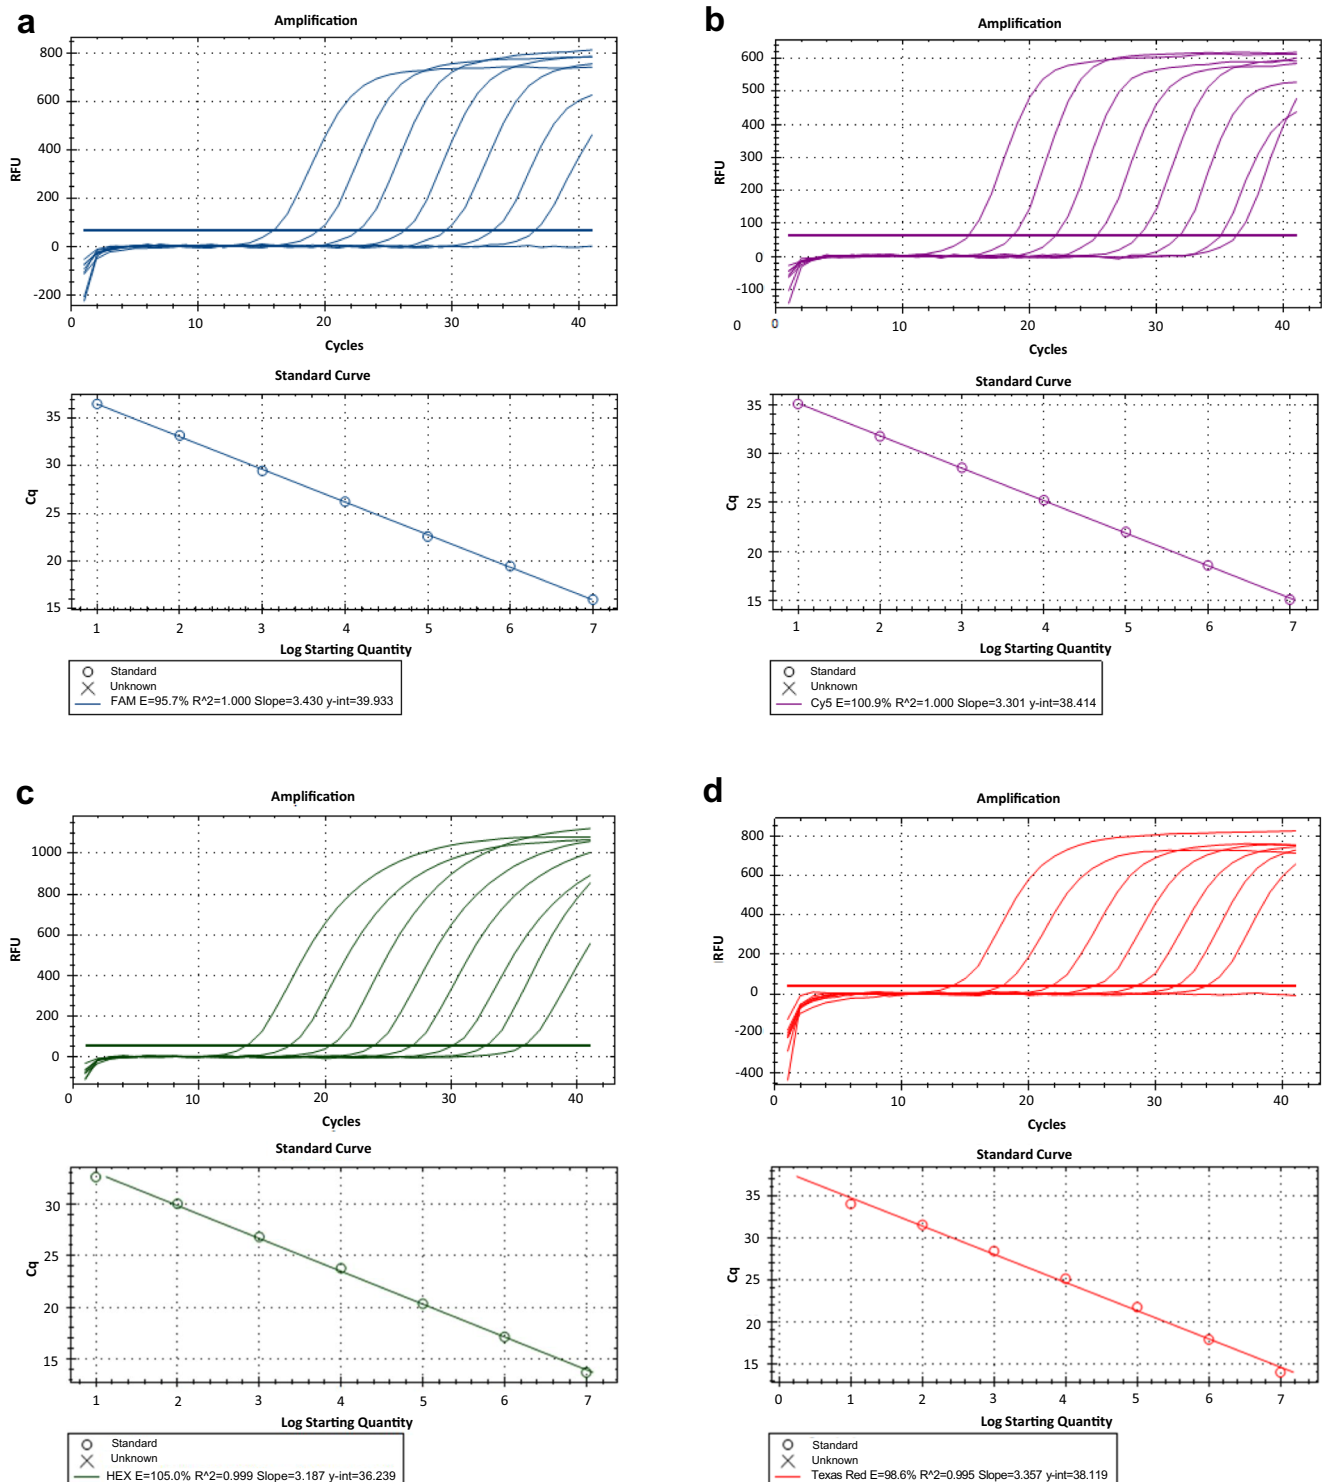 a
Amplification
800
600
400
200
0
-200
RFU
0 10 20 30 40
Cycles
Standard Curve
35
30
25
20
15
Cq
1 2 3 4 5 6 7
Log Starting Quantity
Standard
Unknown
FAM E=95.7% R^2=1.000 Slope=3.430 y-int=39.933
b
Amplification
600
500
400
300
200
100
0
-100
RFU
0 0 10 20 30 40
Cycles
Standard Curve
35
30
25
20
15
Cq
1 2 3 4 5 6 7
Log Starting Quantity
Standard
Unknown
Cy5 E=100.9% R^2=1.000 Slope=3.301 y-int=38.414
c
Amplification
1000
800
600
400
200
0
RFU
0 10 20 30 40
Cycles
Standard Curve
30
25
20
15
Cq
1 2 3 4 5 6 7
Log Starting Quantity
Standard
Unknown
HEX E=105.0% R^2=0.999 Slope=3.187 y-int=36.239
d
Amplification
800
600
400
200
0
-200
-400
RFU
0 10 20 30 40
Cycles
Standard Curve
35
30
25
20
15
Cq
0 1 2 3 4 5 6 7
Log Starting Quantity
Standard
Unknown
Texas Red E=98.6% R^2=0.995 Slope=3.357 y-int=38.119